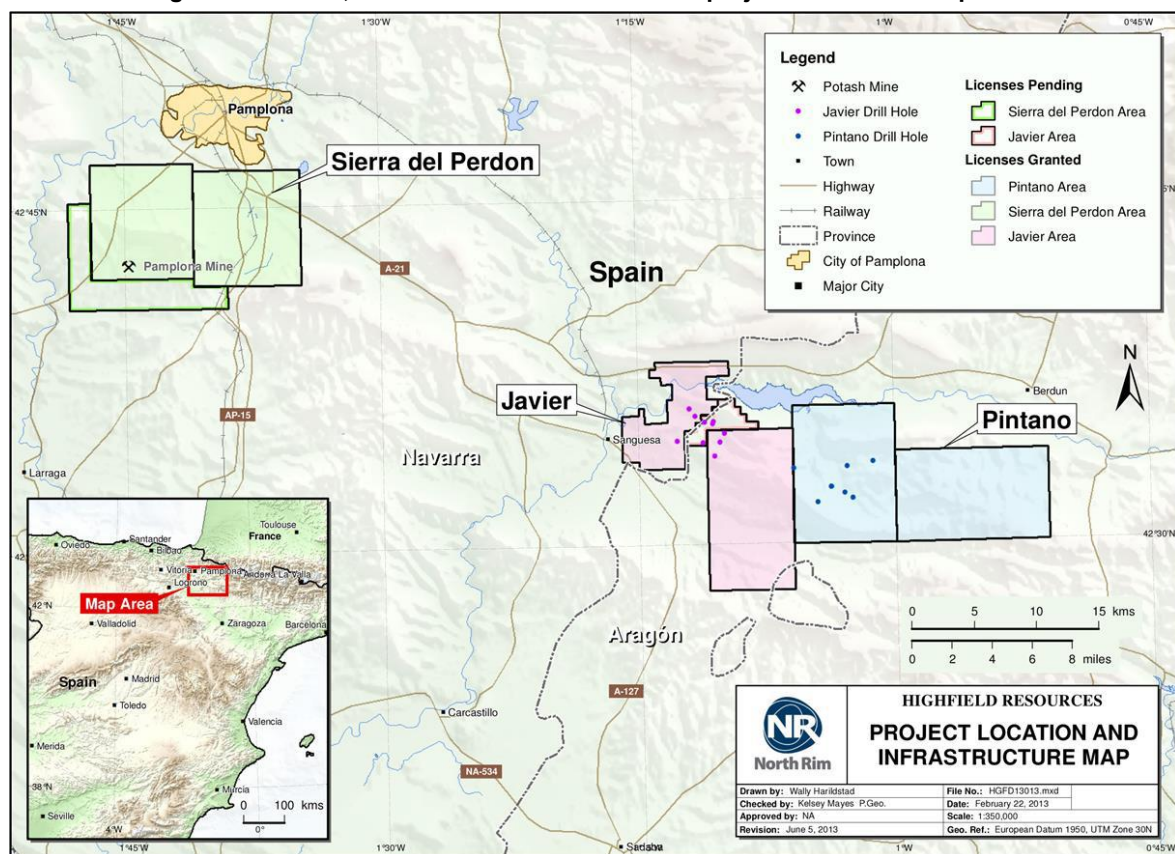 1°45'W
1°30'W
1°15'W
1°W
0°45'W
Pamplona
Sierra del Perdon
42°45'N
Pamplona Mine
A-21
Spain
Javier
Sanguesa
Berdun
Pintano
AP-15
Larraga
Navarra
42°30'N
Aragón
A-127
Carcastillo
NA-534
Legend
Potash Mine
Javier Drill Hole
Pintano Drill Hole
Town
Highway
Railway
Province
City of Pamplona
Major City
Licenses Pending
Sierra del Perdon Area
Javier Area
Licenses Granted
Pintano Area
Sierra del Perdon Area
Javier Area
N
0 5 10 15 kms
0 2 4 6 8 miles
Toulouse
France
Santander
Oviedo
Bilbao
Vitoria
Pamplona
Andorra La Vella
Logrono
Map Area
42°N
Valladolid
Zaragoza
Barcelona
Spain
Madrid
Toledo
Valencia
Merida
38°N
Murcia
Seville
0 100 kms
4°W
0°
NR
North Rim
HIGHFIELD RESOURCES
PROJECT LOCATION AND
INFRASTRUCTURE MAP
Drawn by: Wally Harildstad
File No.: HGFD13013.mxd
Checked by: Kelsey Mayes P.Geo.
Date: February 22, 2013
Approved by: NA
Scale: 1:350,000
Revision: June 5, 2013
Geo. Ref.: European Datum 1950, UTM Zone 30N
1°45'W
1°30'W
1°W
0°45'W